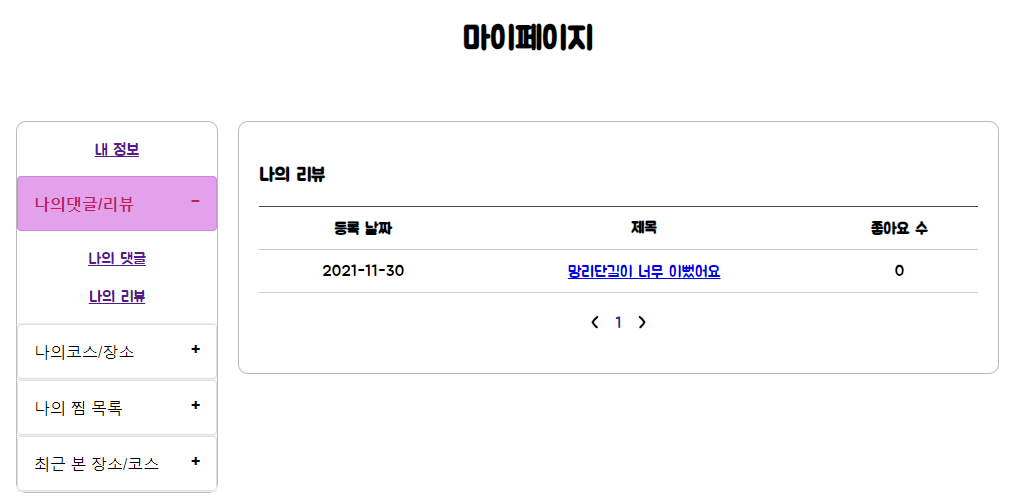 마이페이지
내 정보
나의댓글/리뷰 −
나의 댓글
나의 리뷰
나의코스/장소 +
나의 찜 목록 +
최근 본 장소/코스 +
나의 리뷰
등록 날짜 제목 좋아요 수
2021-11-30 망리단길이 너무 이뻤어요 0
< 1 >